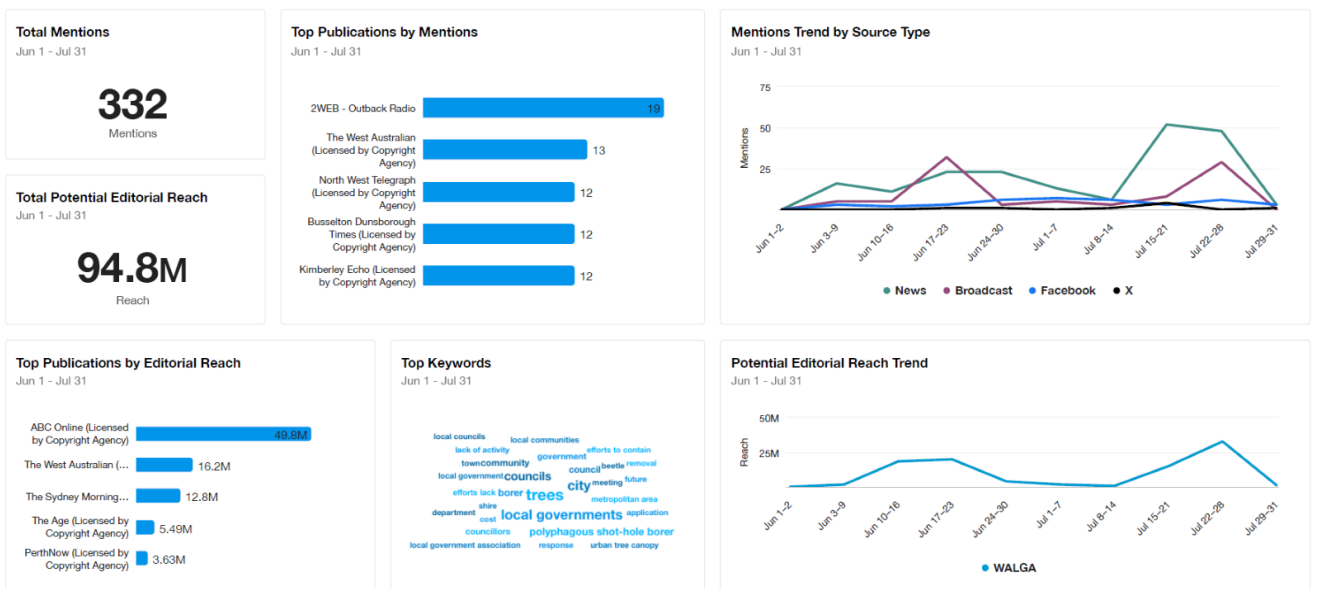 Total Mentions
Jun 1 - Jul 31
332
Mentions
Total Potential Editorial Reach
Jun 1 - Jul 31
94.8M
Reach
Top Publications by Mentions
Jun 1 - Jul 31
2WEB - Outback Radio
19
The West Australian
(Licensed by Copyright
Agency)
13
North West Telegraph
(Licensed by Copyright
Agency)
12
Busselton Dunsborough
Times (Licensed by
Copyright Agency)
12
Kimberley Echo (Licensed
by Copyright Agency)
12
Mentions Trend by Source Type
Jun 1 - Jul 31
75
50
25
Mentions
Jun 1-2
Jun 3-9
Jun 10-16
Jun 17-23
Jun 24-30
Jul 1-7
Jul 8-14
Jul 15-21
Jul 22-28
Jul 29-31
News
Broadcast
Facebook
X
Top Publications by Editorial Reach
Jun 1 - Jul 31
ABC Online (Licensed
by Copyright Agency)
49.8M
The West Australian (...
16.2M
The Sydney Morning...
12.8M
The Age (Licensed by
Copyright Agency)
5.49M
PerthNow (Licensed by
Copyright Agency)
3.63M
Top Keywords
Jun 1 - Jul 31
local councils
local communities
lack of activity
efforts to contain
government
town
community
council
beetle
removal
local government
councils
city
meeting
future
efforts lack
borer
trees
metropolitan area
shire
department
cost
local governments
application
councillors
polyphagous shot-hole borer
local government association
response
urban tree canopy
Potential Editorial Reach Trend
Jun 1 - Jul 31
50M
25M
Reach
Jun 1-2
Jun 3-9
Jun 10-16
Jun 17-23
Jun 24-30
Jul 1-7
Jul 8-14
Jul 15-21
Jul 22-28
Jul 29-31
WALGA